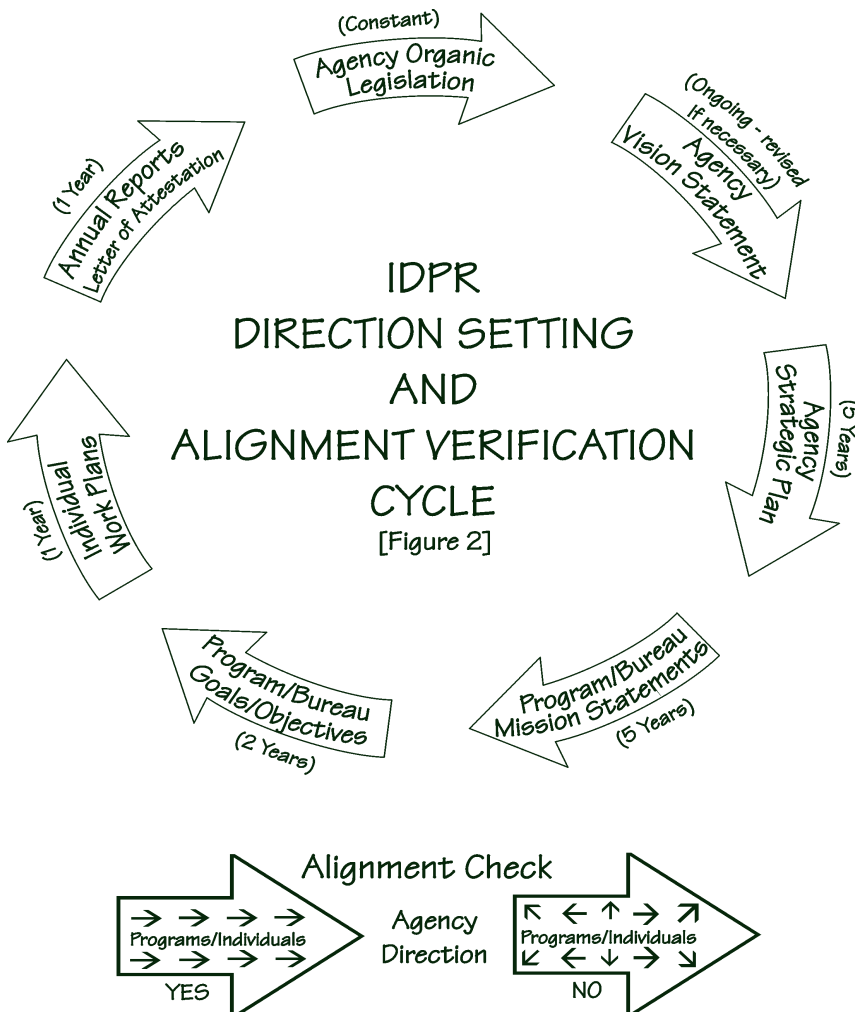 (Constant)
Agency Organic
Legislation
(Ongoing - revised
If necessary)
Agency
Vision Statement
(5 Years)
Agency
Strategic Plan
Program/Bureau
Mission Statements
(5 Years)
Program/Bureau
Goals/Objectives
(2 Years)
(1 Year)
Individual
Work Plans
(1 Year)
Annual Reports
Letter of Attestation
IDPR
DIRECTION SETTING
AND
ALIGNMENT VERIFICATION
CYCLE
[Figure 2]
Alignment Check
Programs/Individuals
YES
Agency
Direction
Programs/Individuals
NO